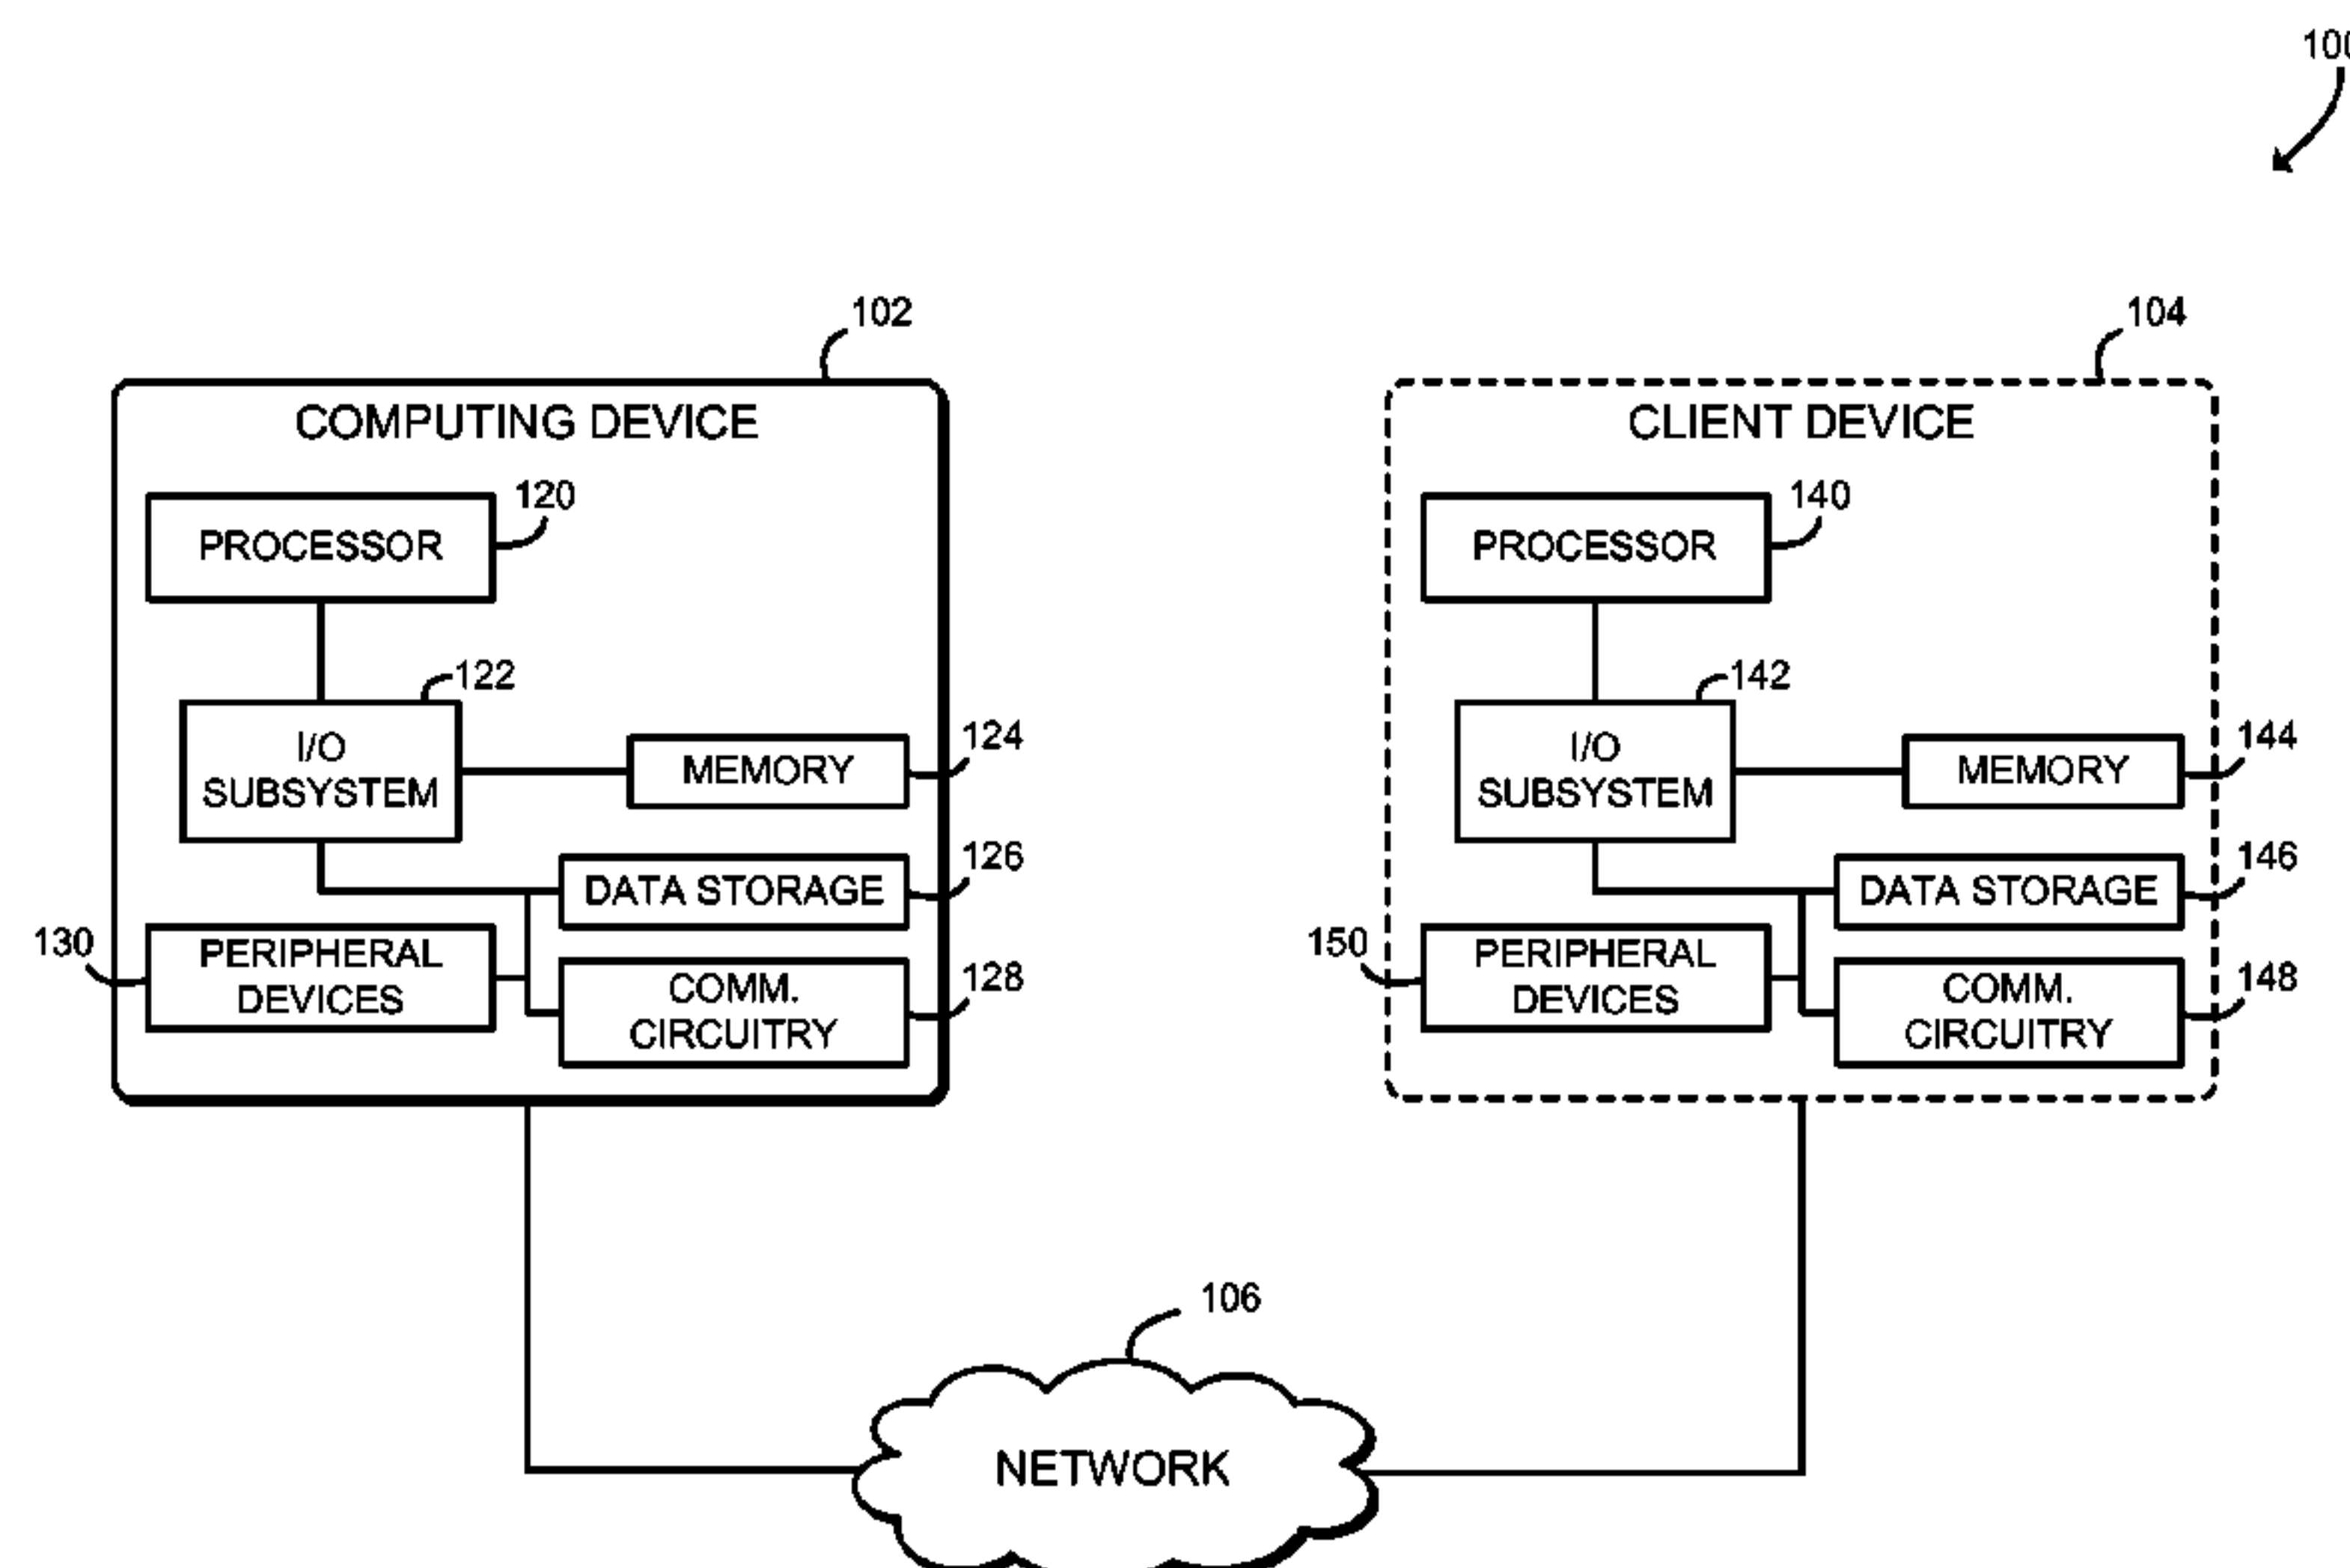 100
102
COMPUTING DEVICE
120
PROCESSOR
122
I/O
SUBSYSTEM
124
MEMORY
126
DATA STORAGE
130
PERIPHERAL
DEVICES
128
COMM.
CIRCUITRY
104
CLIENT DEVICE
140
PROCESSOR
142
I/O
SUBSYSTEM
144
MEMORY
146
DATA STORAGE
150
PERIPHERAL
DEVICES
148
COMM.
CIRCUITRY
106
NETWORK